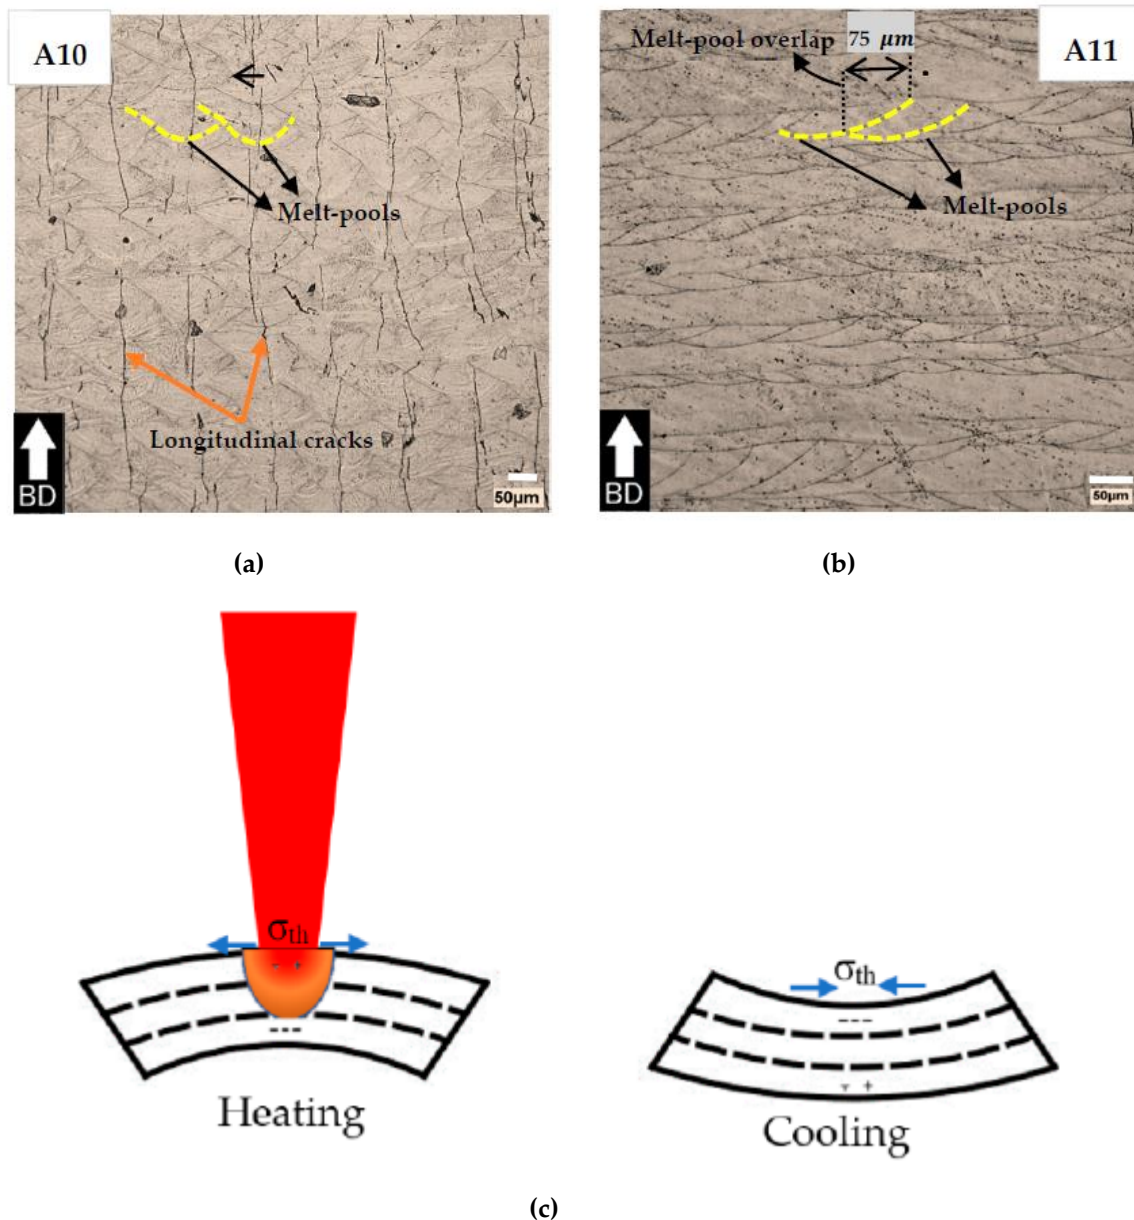 A10
Melt-pools
Longitudinal cracks
BD
50µm
Melt-pool overlap
75 µm
A11
Melt-pools
BD
50µm
(a)
(b)
σth
---
Heating
σth
---
+
Cooling
(c)